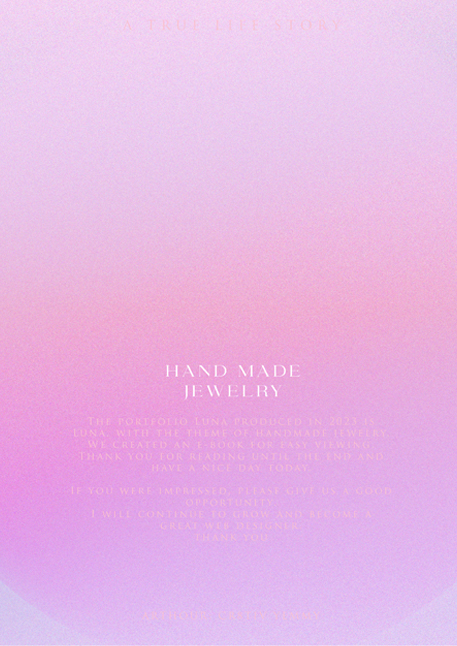 A TRUE LIFE STORY
HAND MADE
JEWELRY
The portfolio Luna produced in 2023 is
Luna, with the theme of handmade jewelry.
We created an e-book for easy viewing.
Thank you for reading until the end and
have a nice day today.
If you were impressed, please give us a good
opportunity
I will continue to grow and become a
great web designer.
Thank you